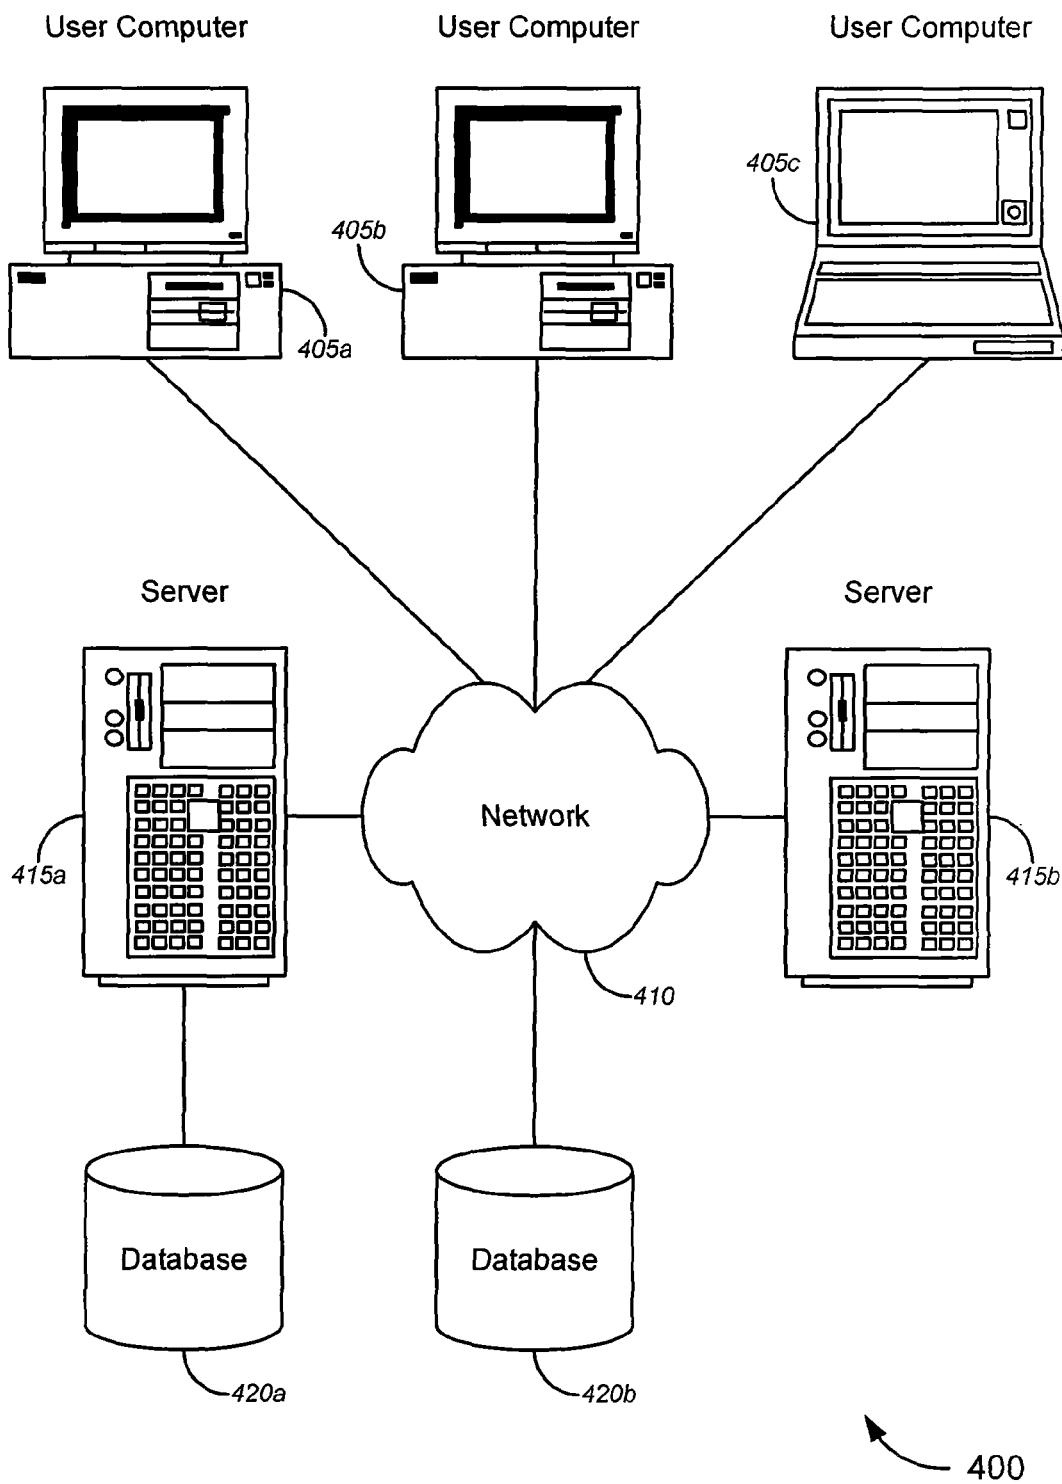 User Computer
User Computer
User Computer
405c
405b
405a
Server
Server
Network
415a
415b
410
Database
Database
420a
420b
400